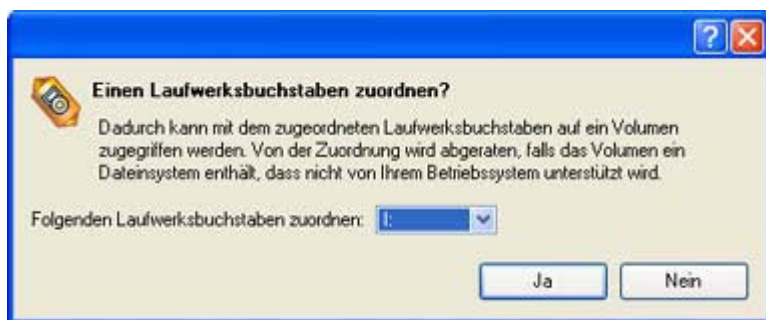 Einen Laufwerksbuchstaben zuordnen?
Dadurch kann mit dem zugeordneten Laufwerksbuchstaben auf ein Volumen
zugegriffen werden. Von der Zuordnung wird abgeraten, falls das Volumen ein
Dateinsystem enthält, dass nicht von Ihrem Betriebssystem unterstützt wird.
Folgenden Laufwerksbuchstaben zuordnen: I:
Ja Nein